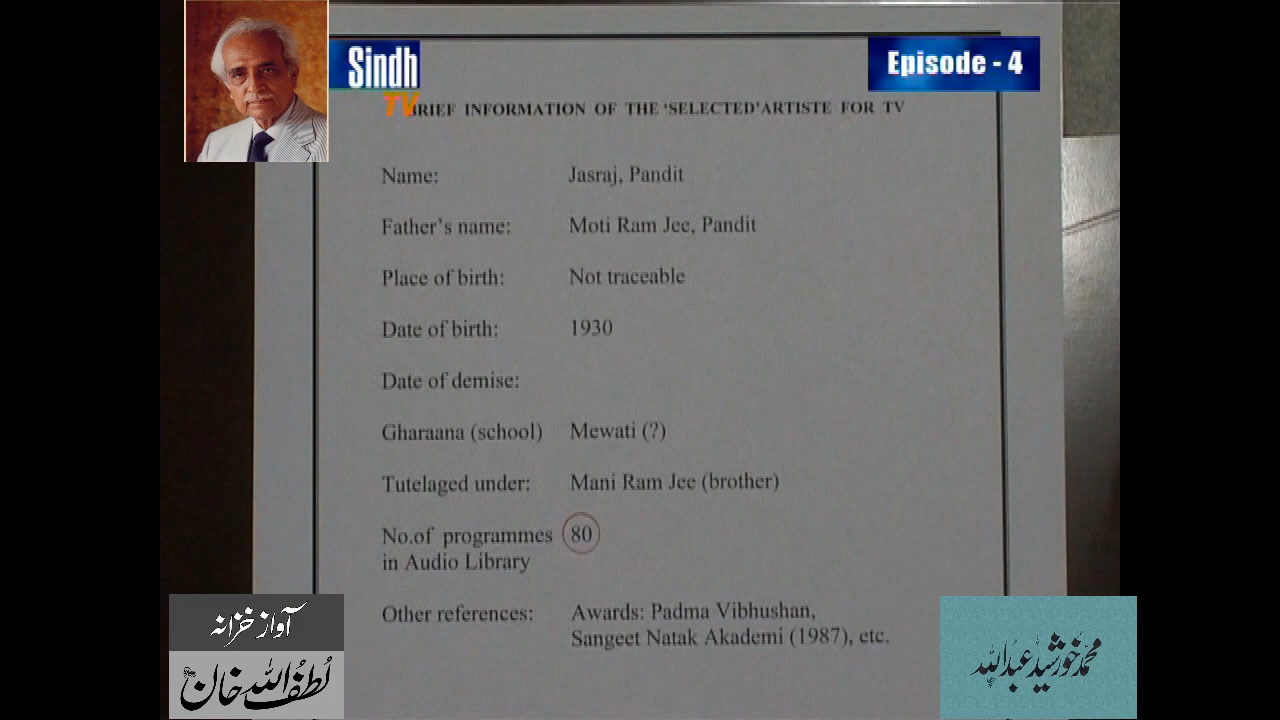 Sindh
TV
Episode - 4
BRIEF INFORMATION OF THE 'SELECTED' ARTISTE FOR TV
Name: Jasraj, Pandit
Father's name: Moti Ram Jee, Pandit
Place of birth: Not traceable
Date of birth: 1930
Date of demise:
Gharaana (school) Mewati (?)
Tutelaged under: Mani Ram Jee (brother)
No.of programmes 80
in Audio Library
Other references: Awards: Padma Vibhushan,
Sangeet Natak Akademi (1987), etc.
آواز خزانہ
لُطفُ اللہ خان
محمد خورشید عبداللہ